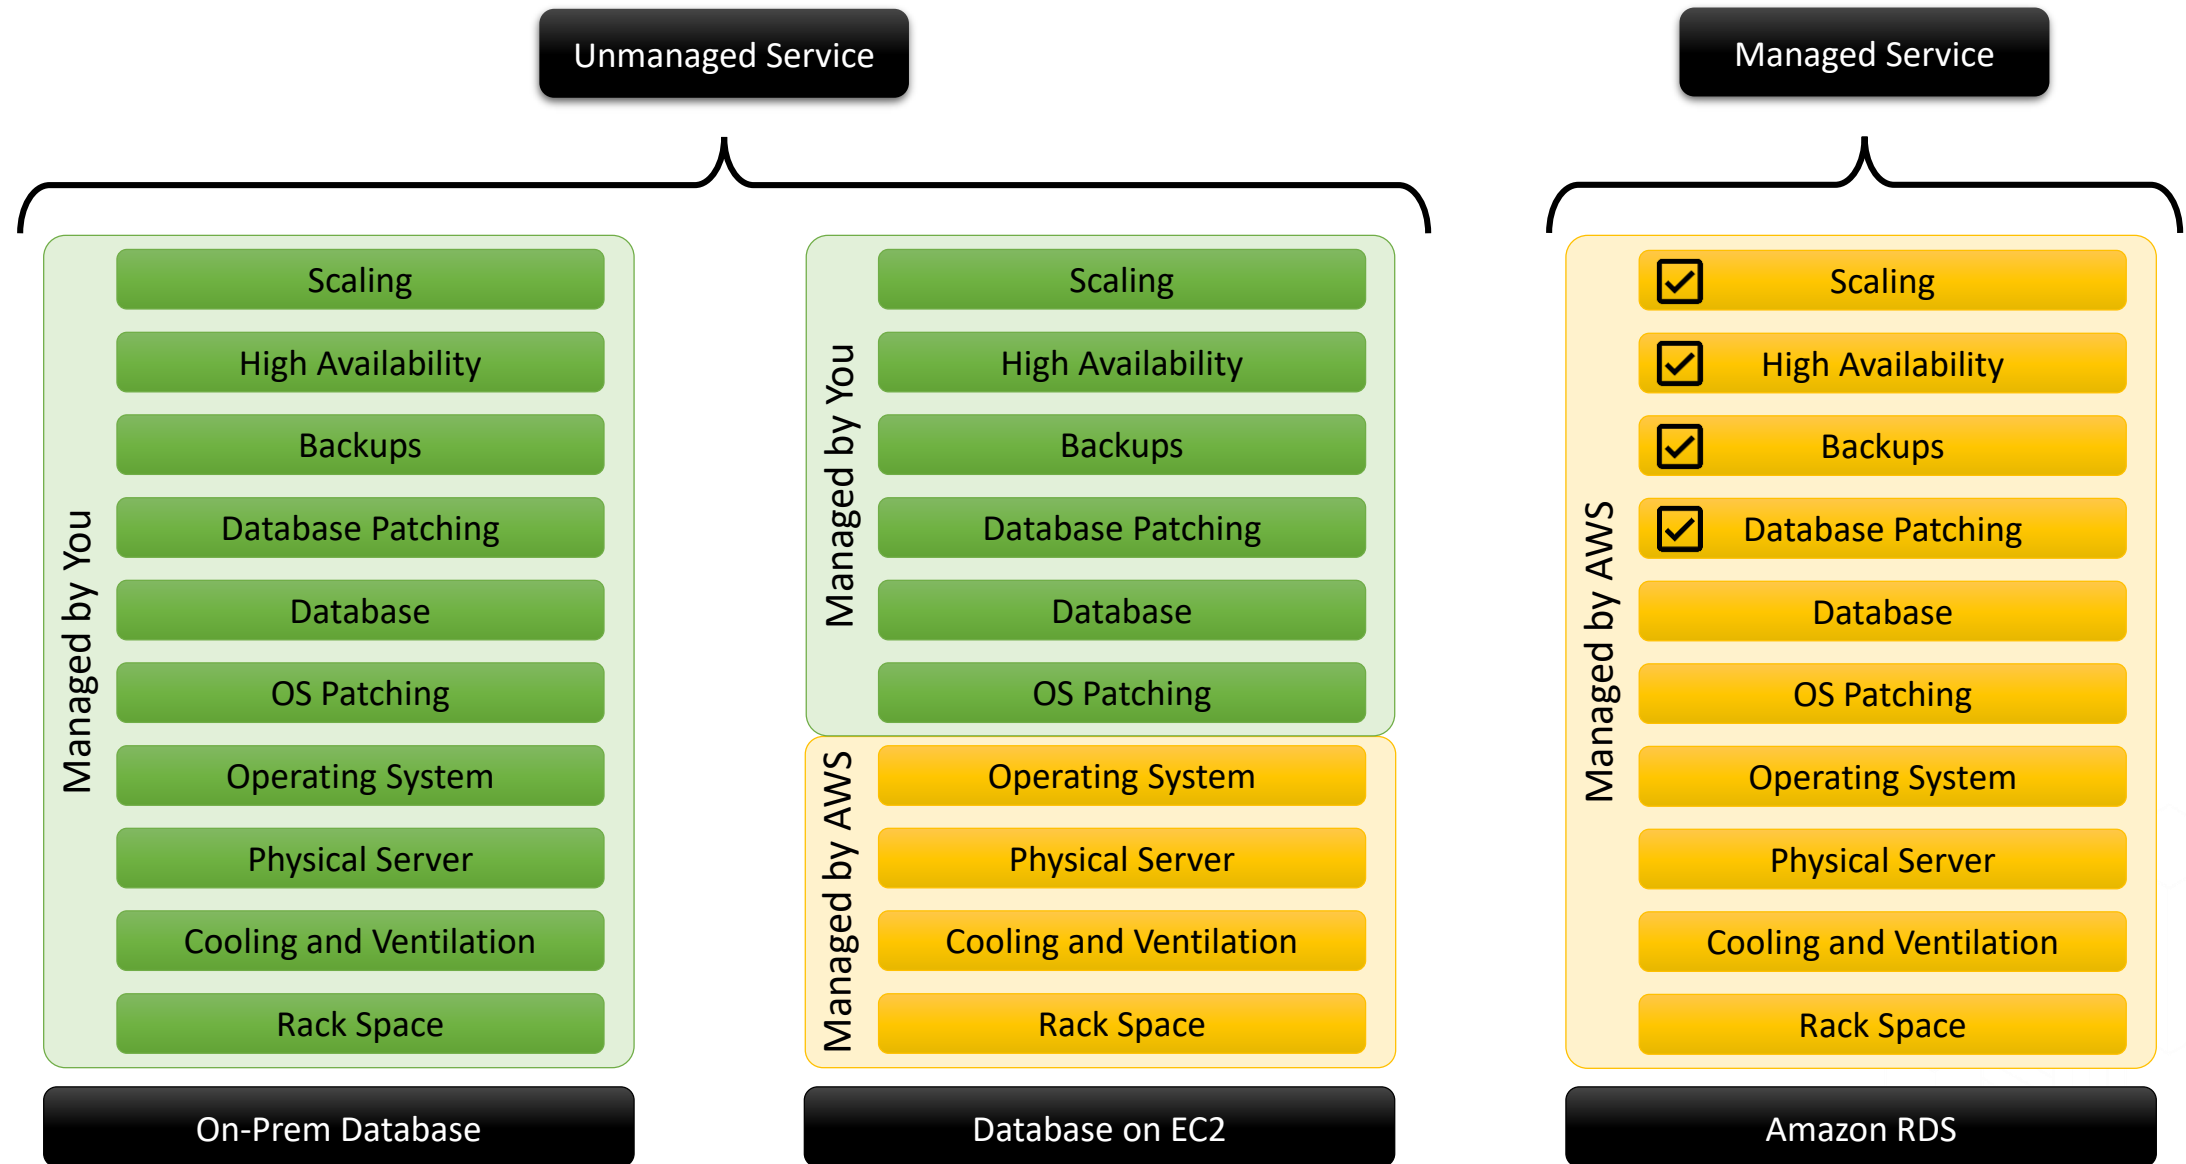 Unmanaged Service
Managed Service
Managed by You
Scaling
High Availability
Backups
Database Patching
Database
OS Patching
Operating System
Physical Server
Cooling and Ventilation
Rack Space
On-Prem Database
Managed by You
Scaling
High Availability
Backups
Database Patching
Database
OS Patching
Managed by AWS
Operating System
Physical Server
Cooling and Ventilation
Rack Space
Database on EC2
Managed by AWS
Scaling
High Availability
Backups
Database Patching
Database
OS Patching
Operating System
Physical Server
Cooling and Ventilation
Rack Space
Amazon RDS